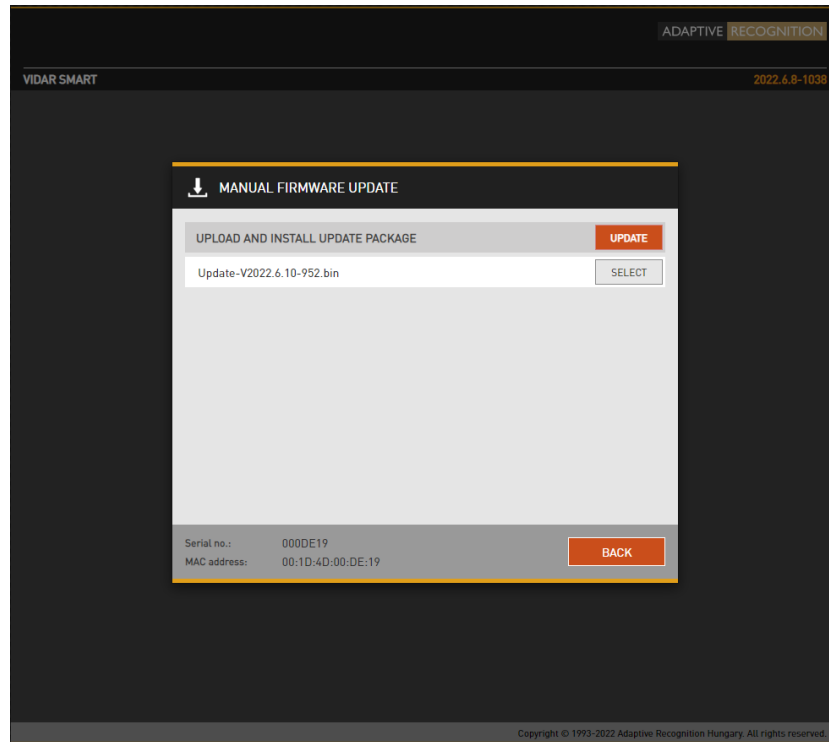 ADAPTIVE RECOGNITION
VIDAR SMART 2022.6.8-1038
MANUAL FIRMWARE UPDATE
UPLOAD AND INSTALL UPDATE PACKAGE UPDATE
Update-V2022.6.10-952.bin SELECT
Serial no.: 000DE19
MAC address: 00:1D:4D:00:DE:19
BACK
Copyright © 1993-2022 Adaptive Recognition Hungary. All rights reserved.